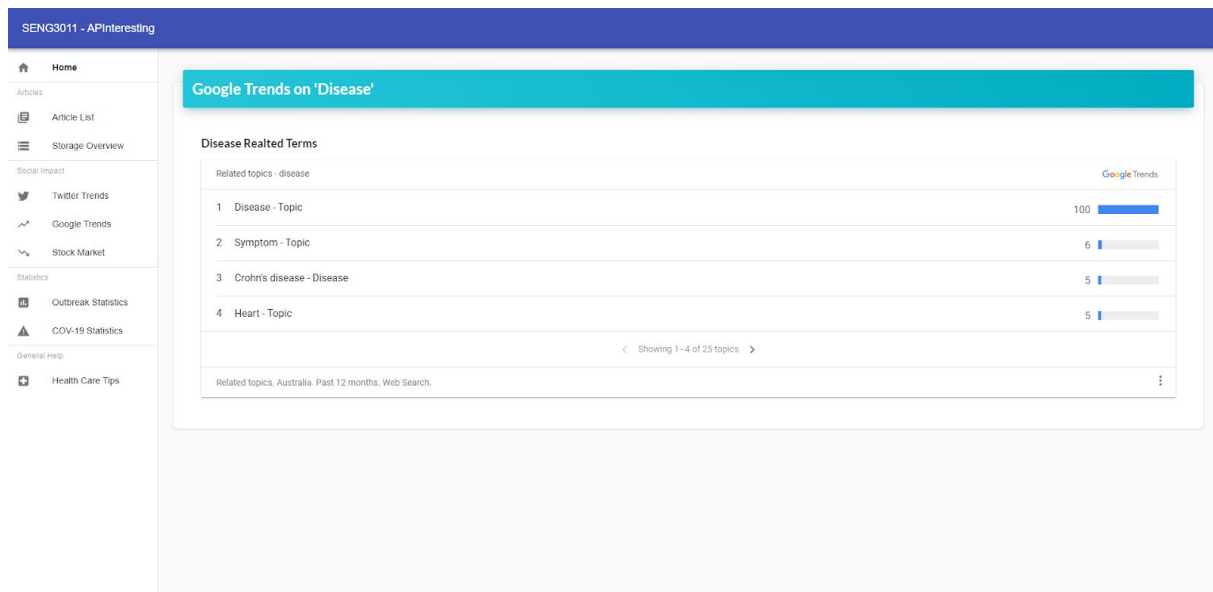 SENG3011 - APInteresting
Home
Articles
Article List
Storage Overview
Social Impact
Twitter Trends
Google Trends
Stock Market
Statistics
Outbreak Statistics
COV-19 Statistics
General Help
Health Care Tips
Google Trends on 'Disease'
Disease Realted Terms
Related topics - disease Google Trends
1 Disease - Topic 100
2 Symptom - Topic 6
3 Crohn's disease - Disease 5
4 Heart - Topic 5
Showing 1–4 of 25 topics
Related topics. Australia. Past 12 months. Web Search.